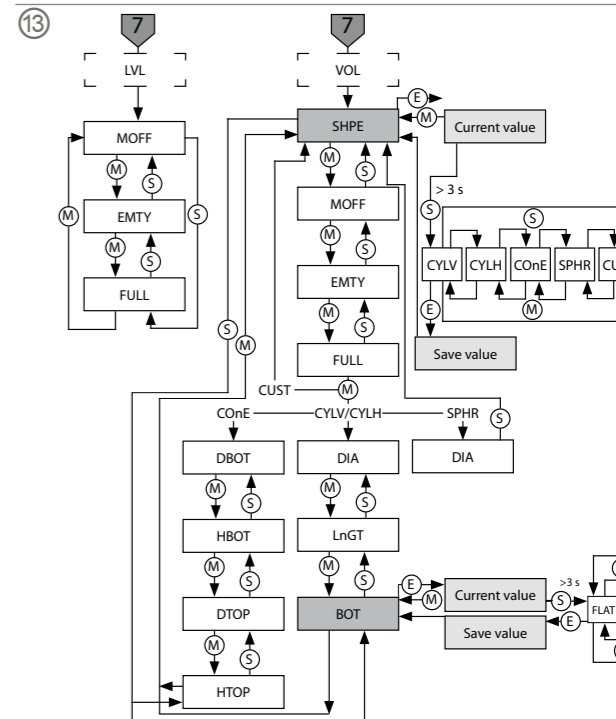 13
7 7
LVL VOL
E
SHPE M Current value
MOFF
M S M S
> 3 s
MOFF S
M EMTY S S
M S M S CYLV CYLH COnE SPHR
EMTY
FULL E M
M S
S M FULL Save value
CUST M
COnE CYLV/CYLH SPHR S
DBOT DIA DIA
M S M S
HBOT LnGT
M S M S
E Current value >3 s
DTOP BOT M S FLAT
M S Save value E
HTOP